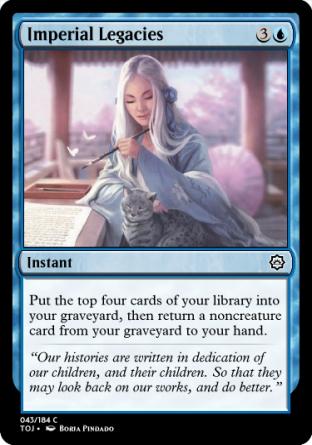 Imperial Legacies 3
Instant
Put the top four cards of your library into
your graveyard, then return a noncreature
card from your graveyard to your hand.
“Our histories are written in dedication of
our children, and their children. So that they
may look back on our works, and do better.”
043/184 C
TOJ • Borja Pindado